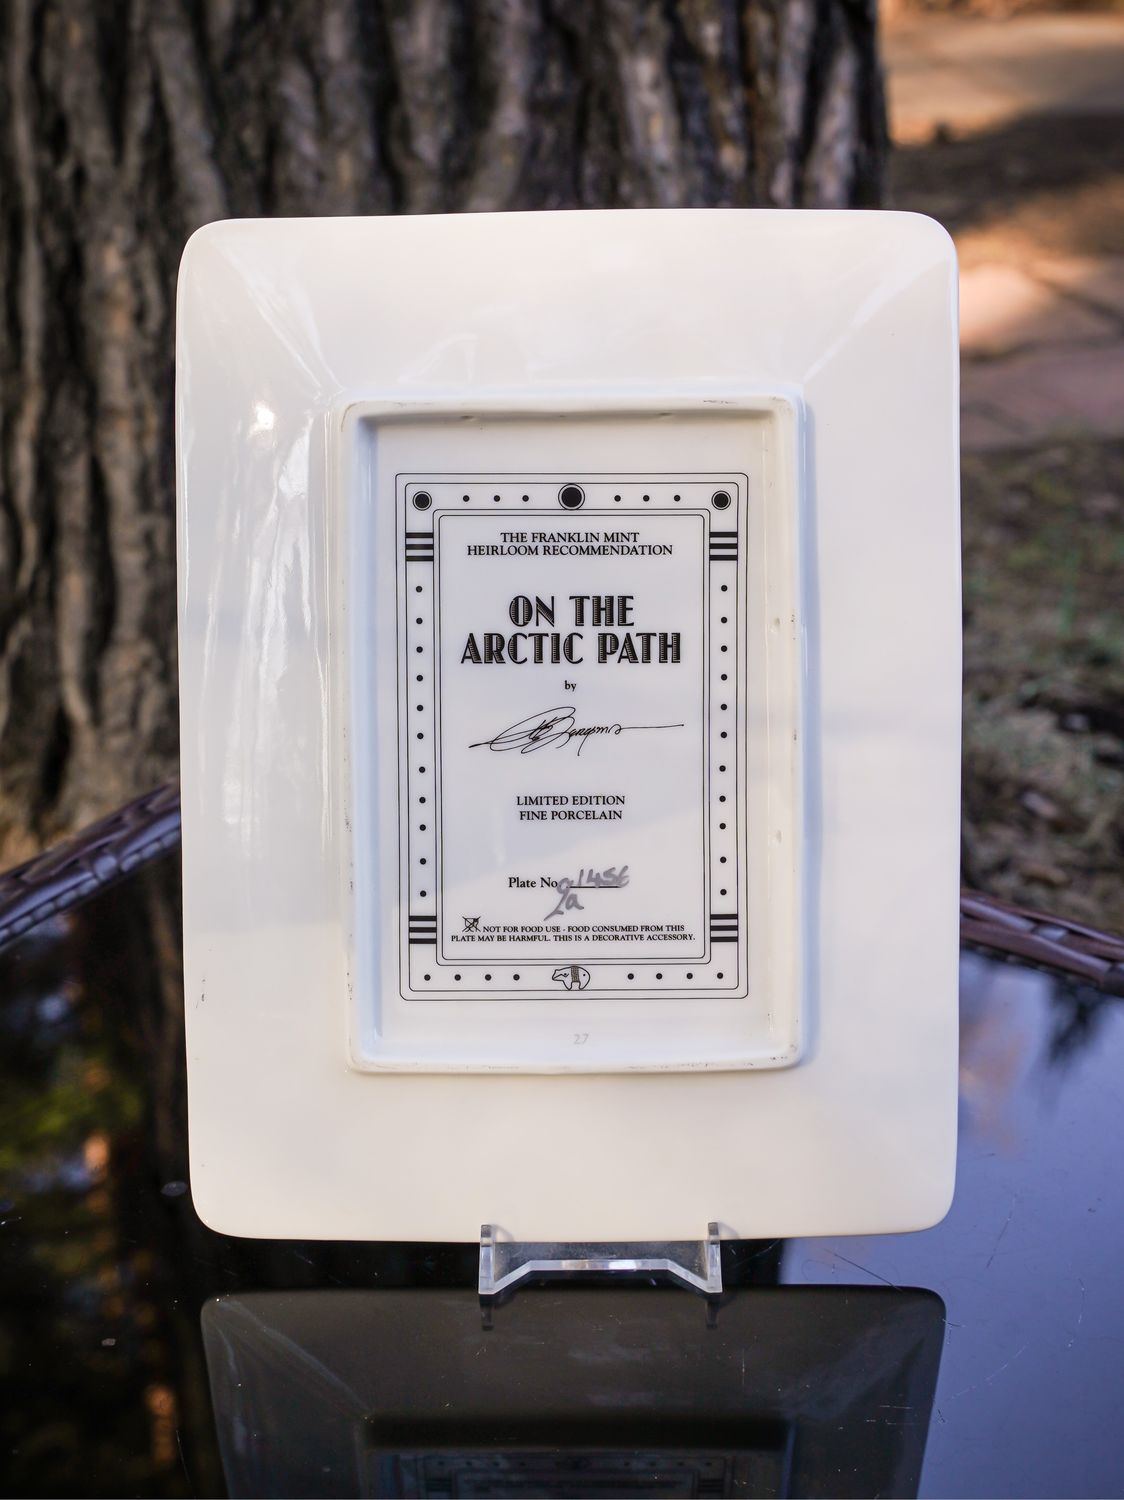 THE FRANKLIN MINT
HEIRLOOM RECOMMENDATION
ON THE
ARCTIC PATH
by
LIMITED EDITION
FINE PORCELAIN
Plate No.
NOT FOR FOOD USE - FOOD CONSUMED FROM THIS
PLATE MAY BE HARMFUL. THIS IS A DECORATIVE ACCESSORY.
27